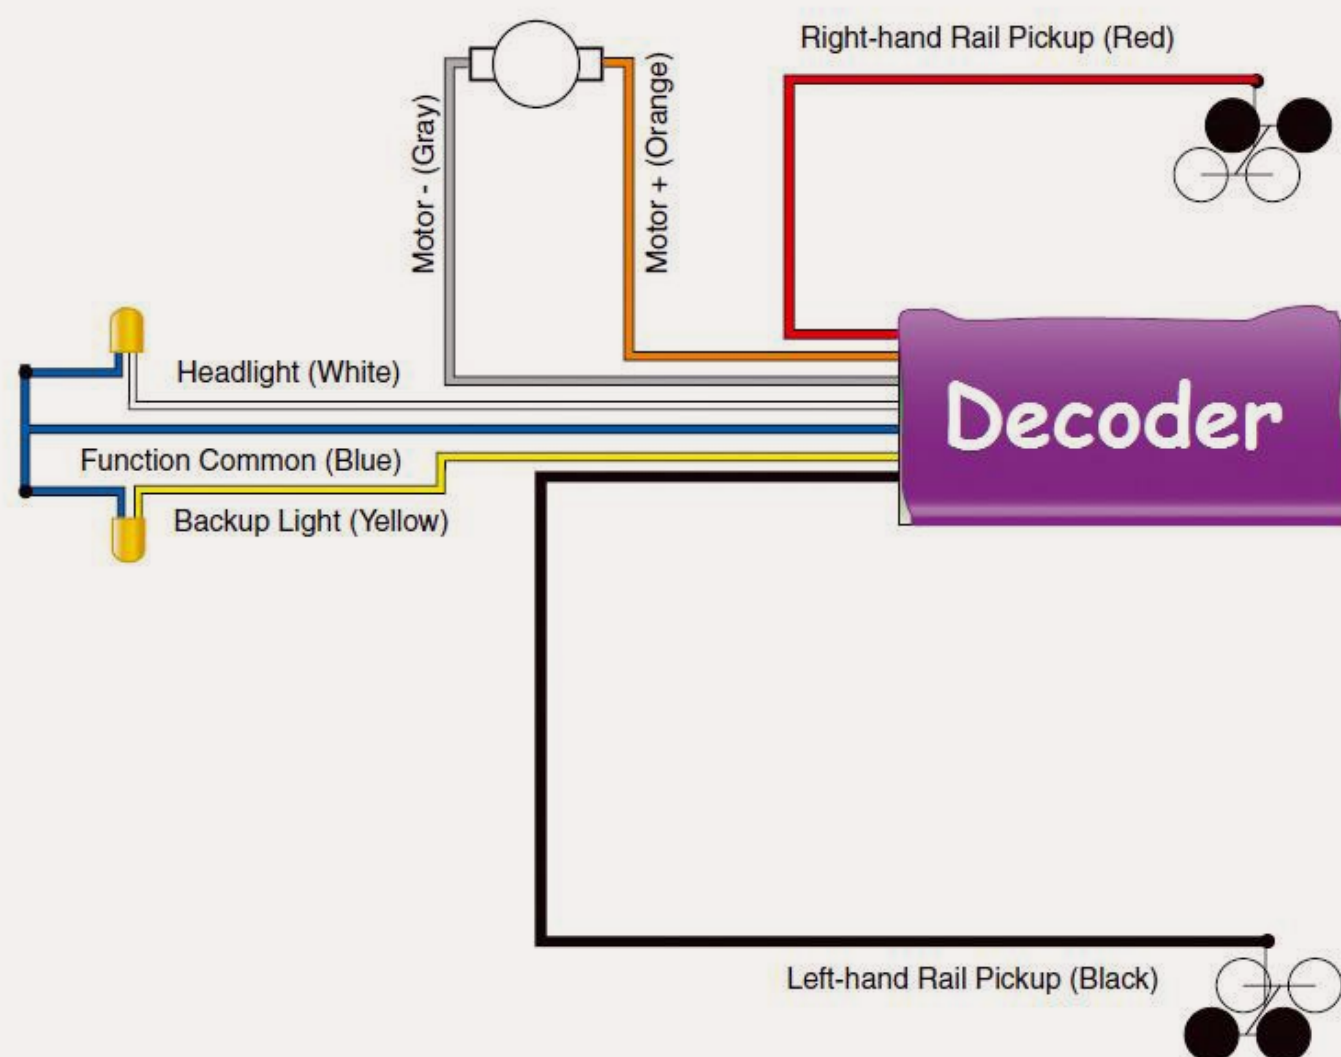 Right-hand Rail Pickup (Red)
Motor - (Gray)
Motor + (Orange)
Headlight (White)
Decoder
Function Common (Blue)
Backup Light (Yellow)
Left-hand Rail Pickup (Black)